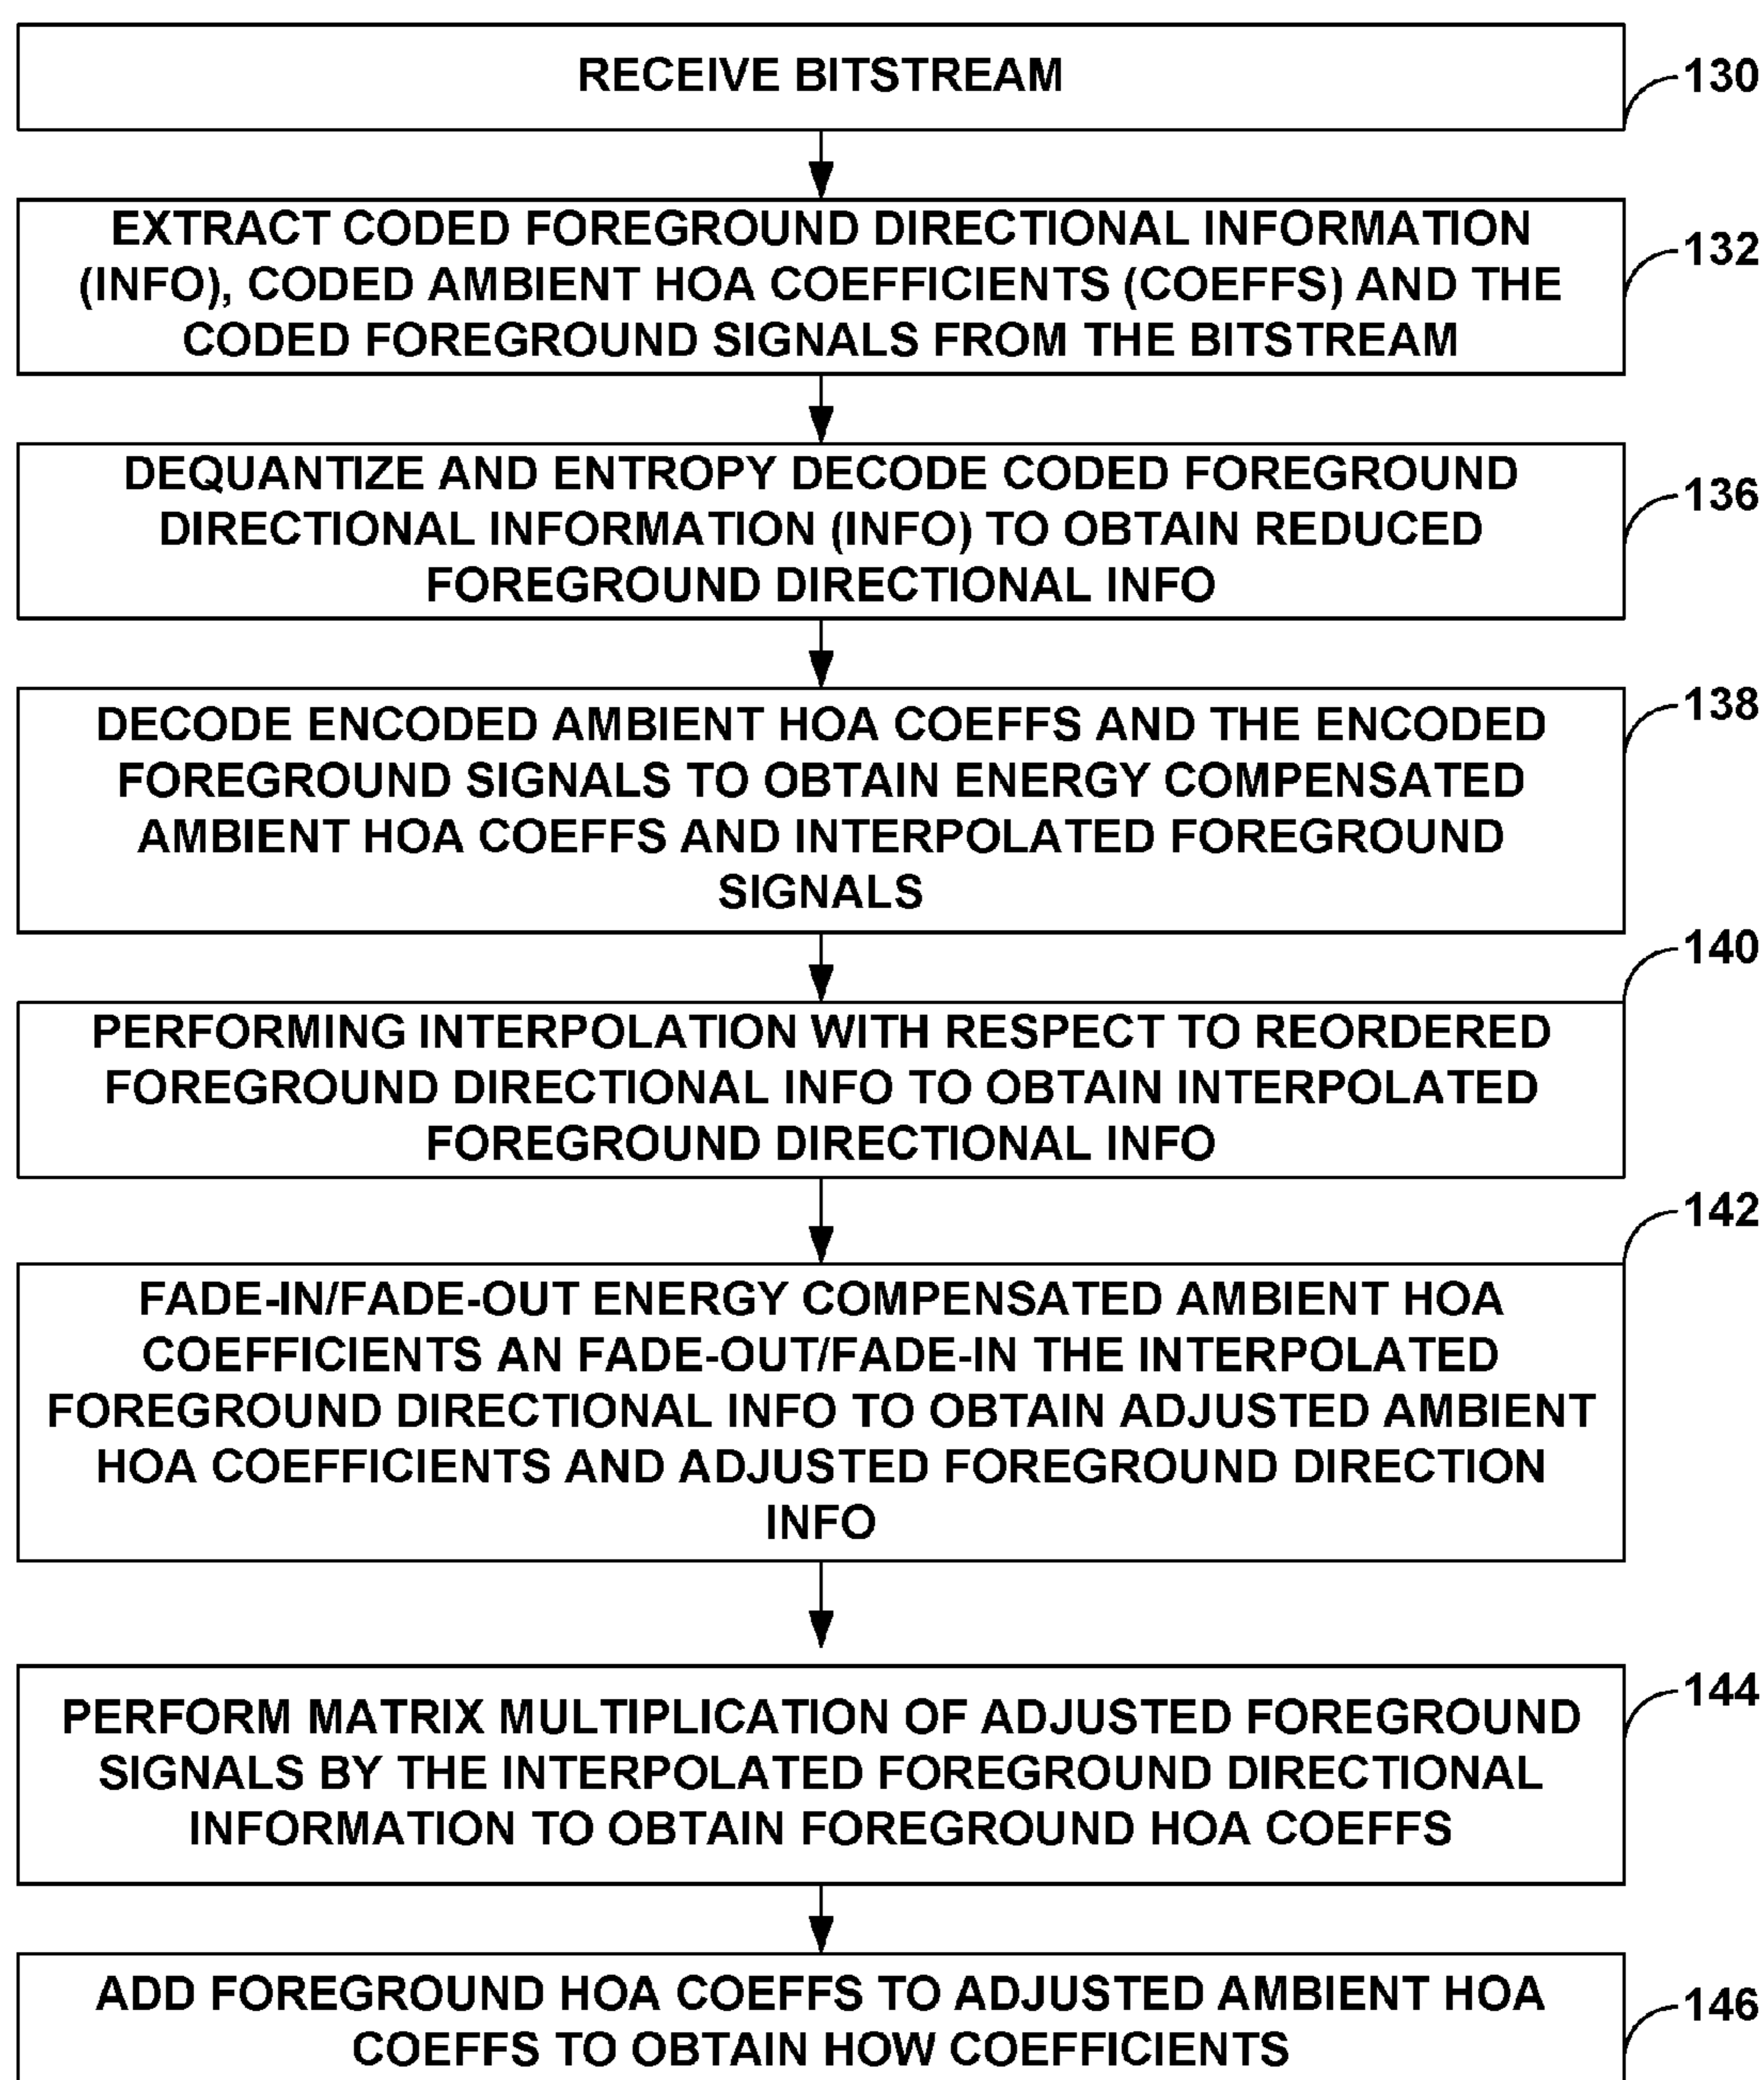 RECEIVE BITSTREAM
130
EXTRACT CODED FOREGROUND DIRECTIONAL INFORMATION
(INFO), CODED AMBIENT HOA COEFFICIENTS (COEFFS) AND THE
CODED FOREGROUND SIGNALS FROM THE BITSTREAM
132
DEQUANTIZE AND ENTROPY DECODE CODED FOREGROUND
DIRECTIONAL INFORMATION (INFO) TO OBTAIN REDUCED
FOREGROUND DIRECTIONAL INFO
136
DECODE ENCODED AMBIENT HOA COEFFS AND THE ENCODED
FOREGROUND SIGNALS TO OBTAIN ENERGY COMPENSATED
AMBIENT HOA COEFFS AND INTERPOLATED FOREGROUND
SIGNALS
138
PERFORMING INTERPOLATION WITH RESPECT TO REORDERED
FOREGROUND DIRECTIONAL INFO TO OBTAIN INTERPOLATED
FOREGROUND DIRECTIONAL INFO
140
FADE-IN/FADE-OUT ENERGY COMPENSATED AMBIENT HOA
COEFFICIENTS AN FADE-OUT/FADE-IN THE INTERPOLATED
FOREGROUND DIRECTIONAL INFO TO OBTAIN ADJUSTED AMBIENT
HOA COEFFICIENTS AND ADJUSTED FOREGROUND DIRECTION
INFO
142
PERFORM MATRIX MULTIPLICATION OF ADJUSTED FOREGROUND
SIGNALS BY THE INTERPOLATED FOREGROUND DIRECTIONAL
INFORMATION TO OBTAIN FOREGROUND HOA COEFFS
144
ADD FOREGROUND HOA COEFFS TO ADJUSTED AMBIENT HOA
COEFFS TO OBTAIN HOW COEFFICIENTS
146